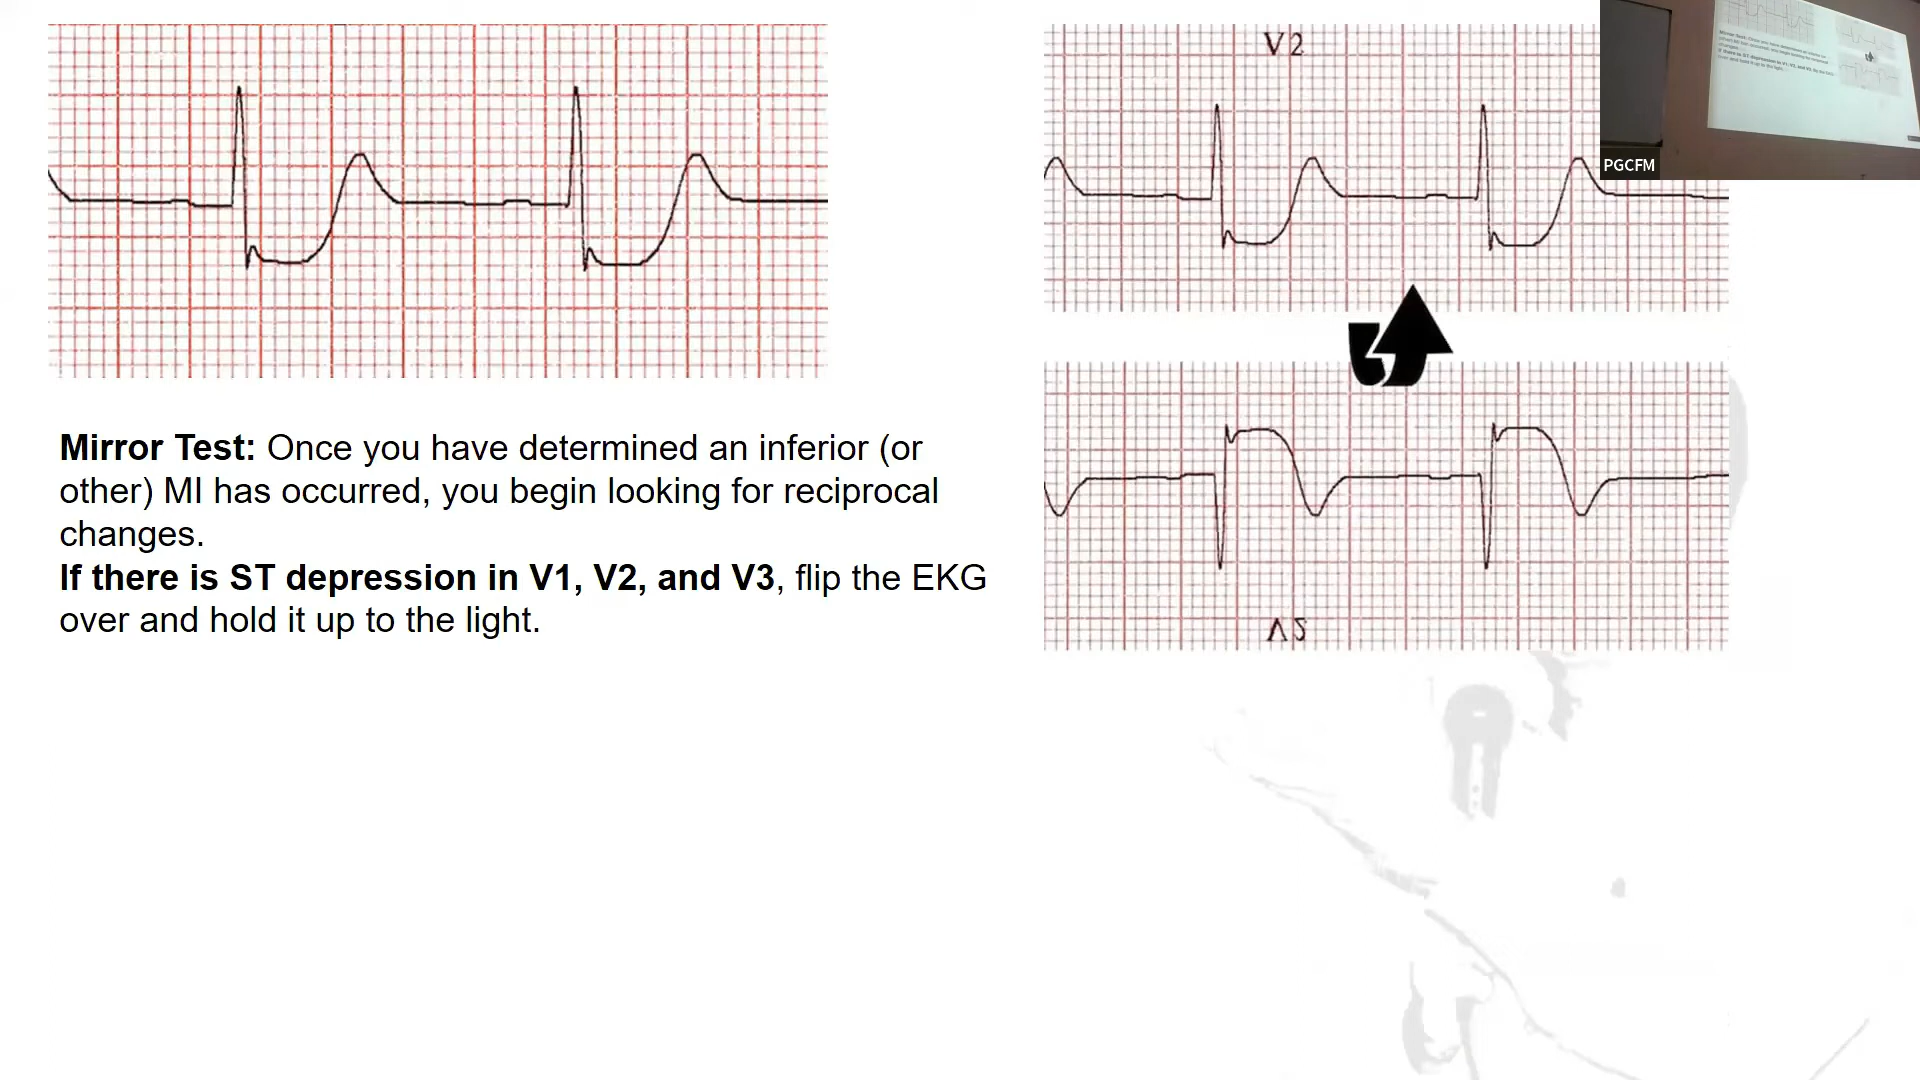 V2
PGCFM
Mirror Test: Once you have determined an inferior (or
other) MI has occurred, you begin looking for reciprocal
changes.
If there is ST depression in V1, V2, and V3, flip the EKG
over and hold it up to the light.
V2